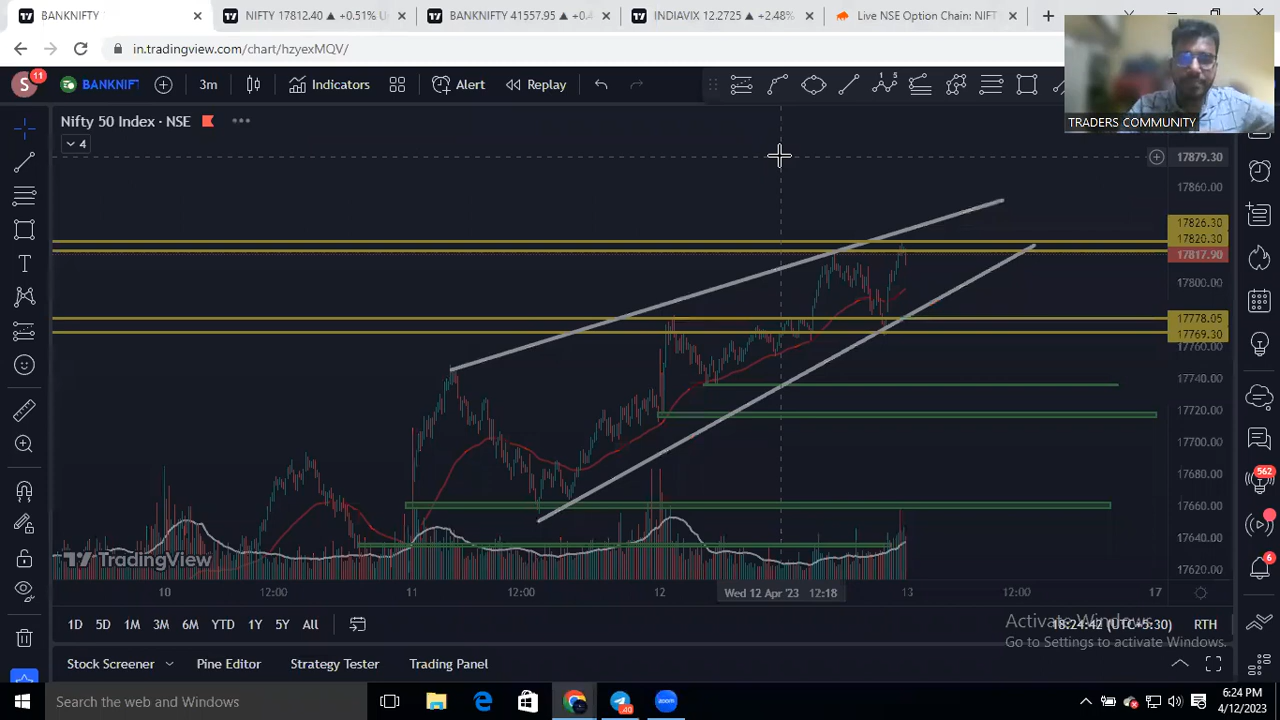 BANKNIFTY
NIFTY 17812.40 ▲ +0.51% U
BANKNIFTY 41557.95 ▲ +0.4
INDIAVIX 12.2725 ▲ +2.48%
Live NSE Option Chain: NIFT
in.tradingview.com/chart/hzyexMQV/
S
11
BANKNIF
3m
Indicators
Alert
Replay
TRADERS COMMUNITY
Nifty 50 Index · NSE
4
17879.30
17860.00
17826.30
17820.30
17817.90
17800.00
17778.05
17769.30
17760.00
17740.00
17720.00
17700.00
17680.00
17660.00
17640.00
17620.00
562
6
TradingView
10
12:00
11
12:00
12
Wed 12 Apr '23 12:18
13
12:00
17
1D 5D 1M 3M 6M YTD 1Y 5Y All
18:24:42 (UTC+5:30)
RTH
Activate Windows
Go to Settings to activate Windows.
Stock Screener
Pine Editor
Strategy Tester
Trading Panel
Search the web and Windows
40
zoom
6:24 PM
4/12/2023